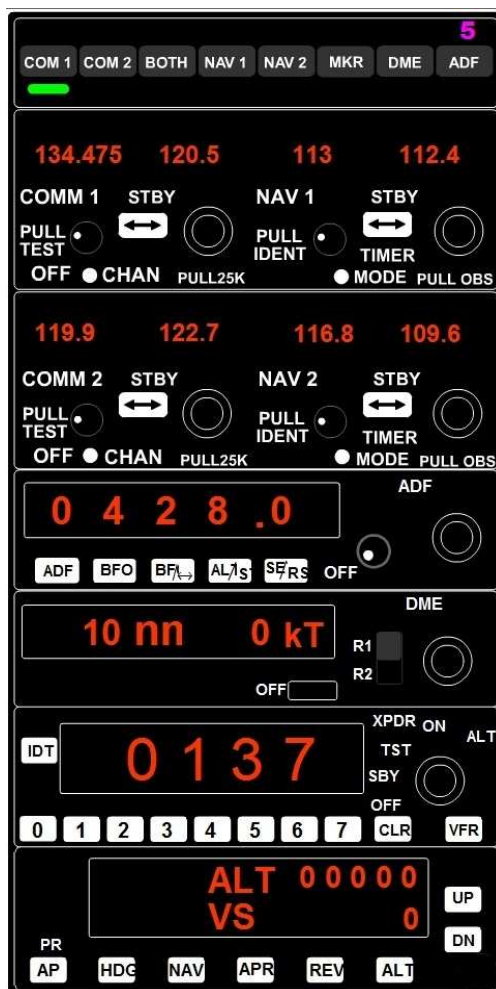 5
COM 1 COM 2 BOTH NAV 1 NAV 2 MKR DME ADF
134.475 120.5 113 112.4
COMM 1 STBY NAV 1 STBY
PULL TEST PULL IDENT TIMER
OFF CHAN PULL25K MODE PULL OBS
119.9 122.7 116.8 109.6
COMM 2 STBY NAV 2 STBY
PULL TEST PULL IDENT TIMER
OFF CHAN PULL25K MODE PULL OBS
ADF
0428.0
ADF BFO OFF
DME
10 nn 0 kT
R1
R2
OFF
XPDR ON ALT
IDT 0137 TST
SBY
OFF
0 1 2 3 4 5 6 7 CLR VFR
ALT 00000
VS 0
UP
DN
PR
AP HDG NAV APR REV ALT